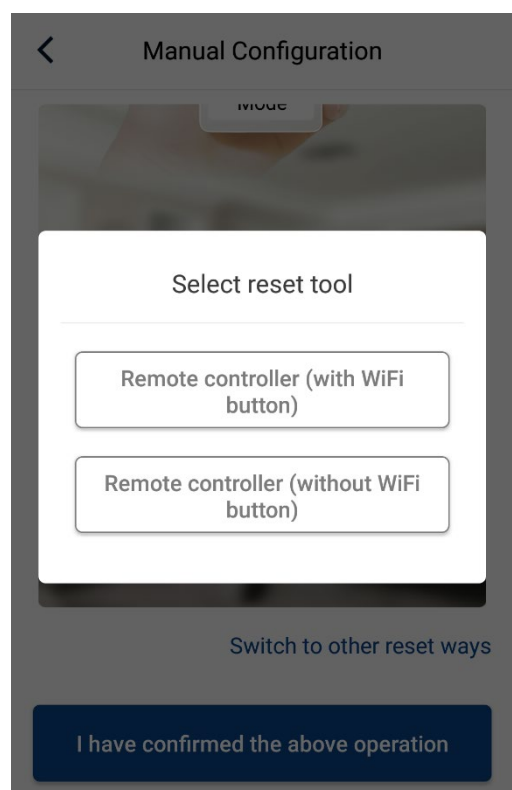 Manual Configuration
Mode
Select reset tool
Remote controller (with WiFi
button)
Remote controller (without WiFi
button)
Switch to other reset ways
I have confirmed the above operation